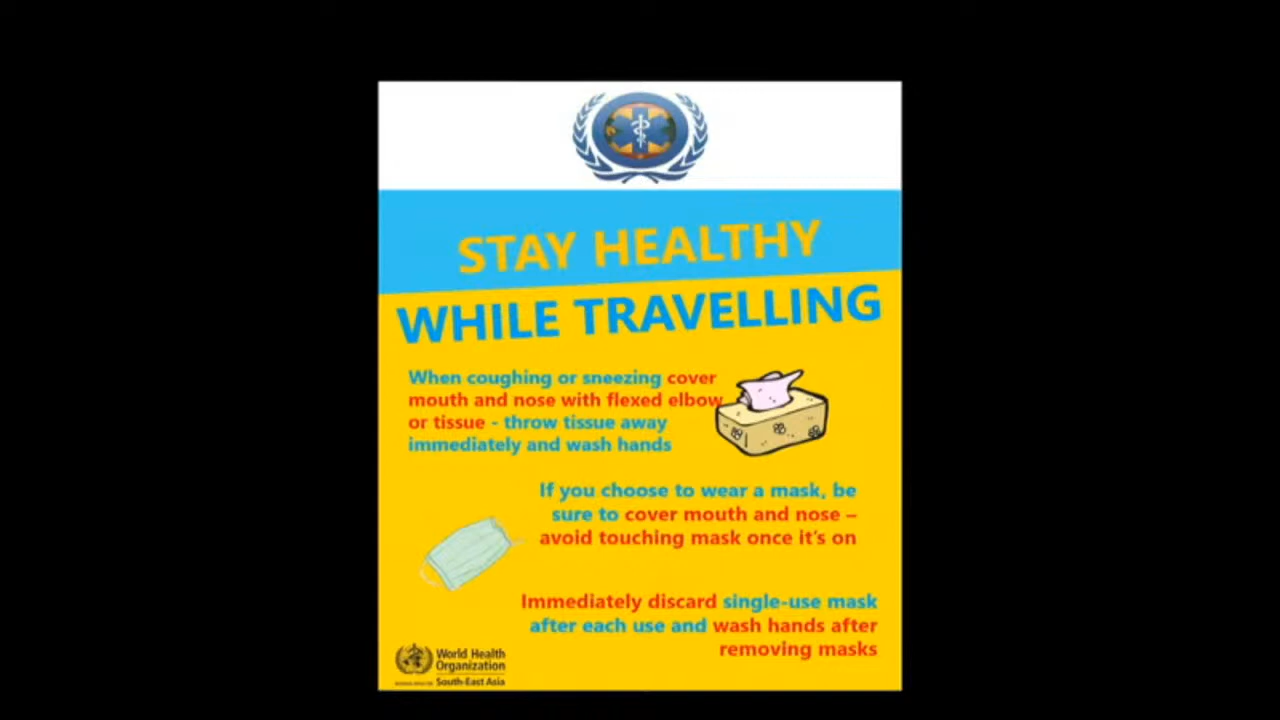 STAY HEALTHY
WHILE TRAVELLING
When coughing or sneezing cover
mouth and nose with flexed elbow
or tissue - throw tissue away
immediately and wash hands
If you choose to wear a mask, be
sure to cover mouth and nose –
avoid touching mask once it's on
Immediately discard single-use mask
after each use and wash hands after
removing masks
World Health
Organization
South-East Asia